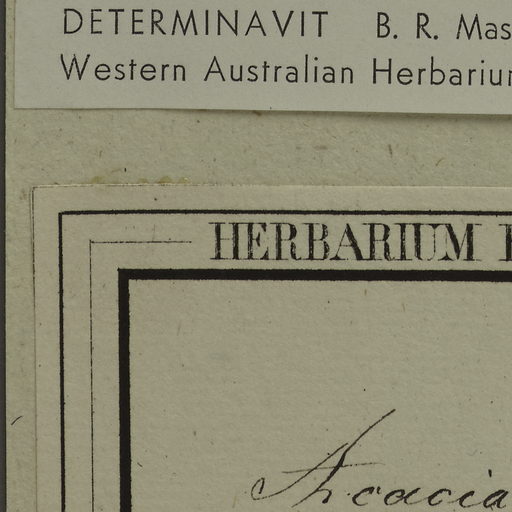 DETERMINAVIT B. R. Mas
Western Australian Herbariu
HERBARIUM
Acacia